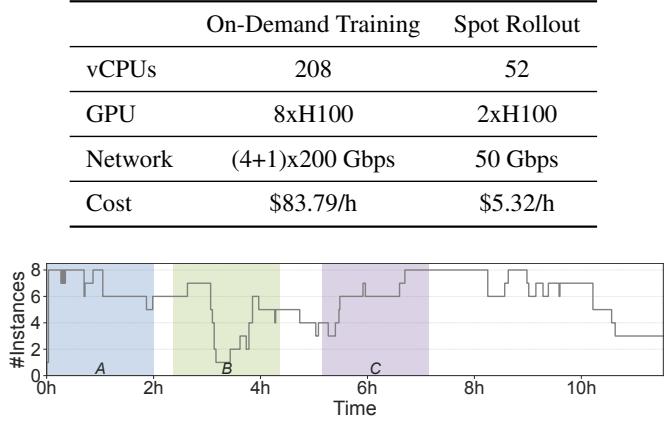 On-Demand Training Spot Rollout
vCPUs 208 52
GPU 8xH100 2xH100
Network (4+1)x200 Gbps 50 Gbps
Cost $83.79/h $5.32/h
#Instances
8
6
4
2
0
A B C
0h 2h 4h 6h 8h 10h
Time